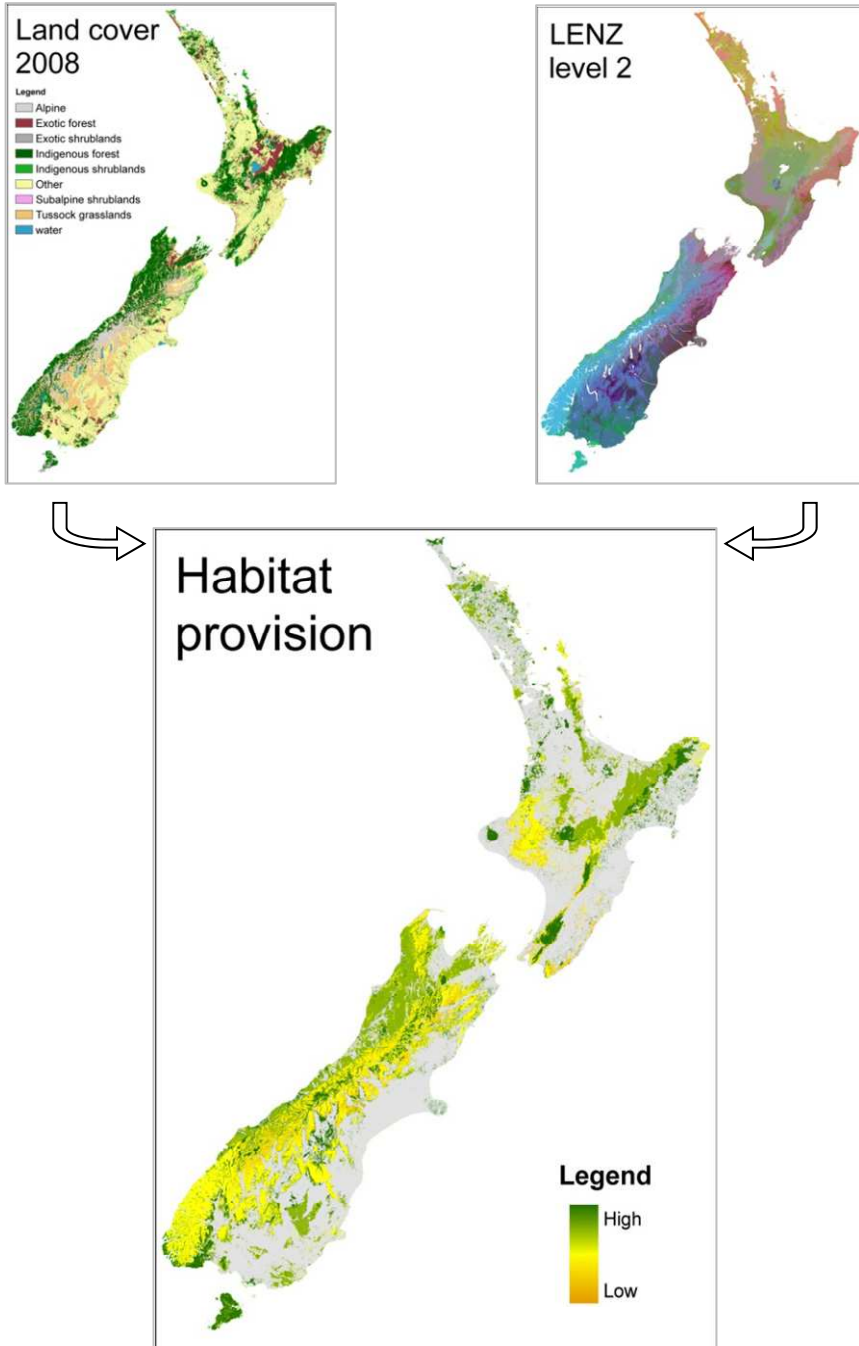 Land cover
2008
Legend
Alpine
Exotic forest
Exotic shrublands
Indigenous forest
Indigenous shrublands
Other
Subalpine shrublands
Tussock grasslands
water
LENZ
level 2
Habitat
provision
Legend
High
Low